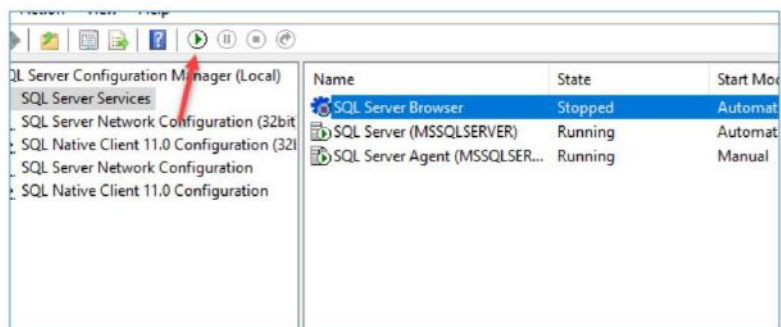 QL Server Configuration Manager (Local)
SQL Server Services
SQL Server Network Configuration (32bit
SQL Native Client 11.0 Configuration (32
SQL Server Network Configuration
SQL Native Client 11.0 Configuration
Name State Start Mod
SQL Server Browser Stopped Automat
SQL Server (MSSQLSERVER) Running Automat
SQL Server Agent (MSSQLSER... Running Manual